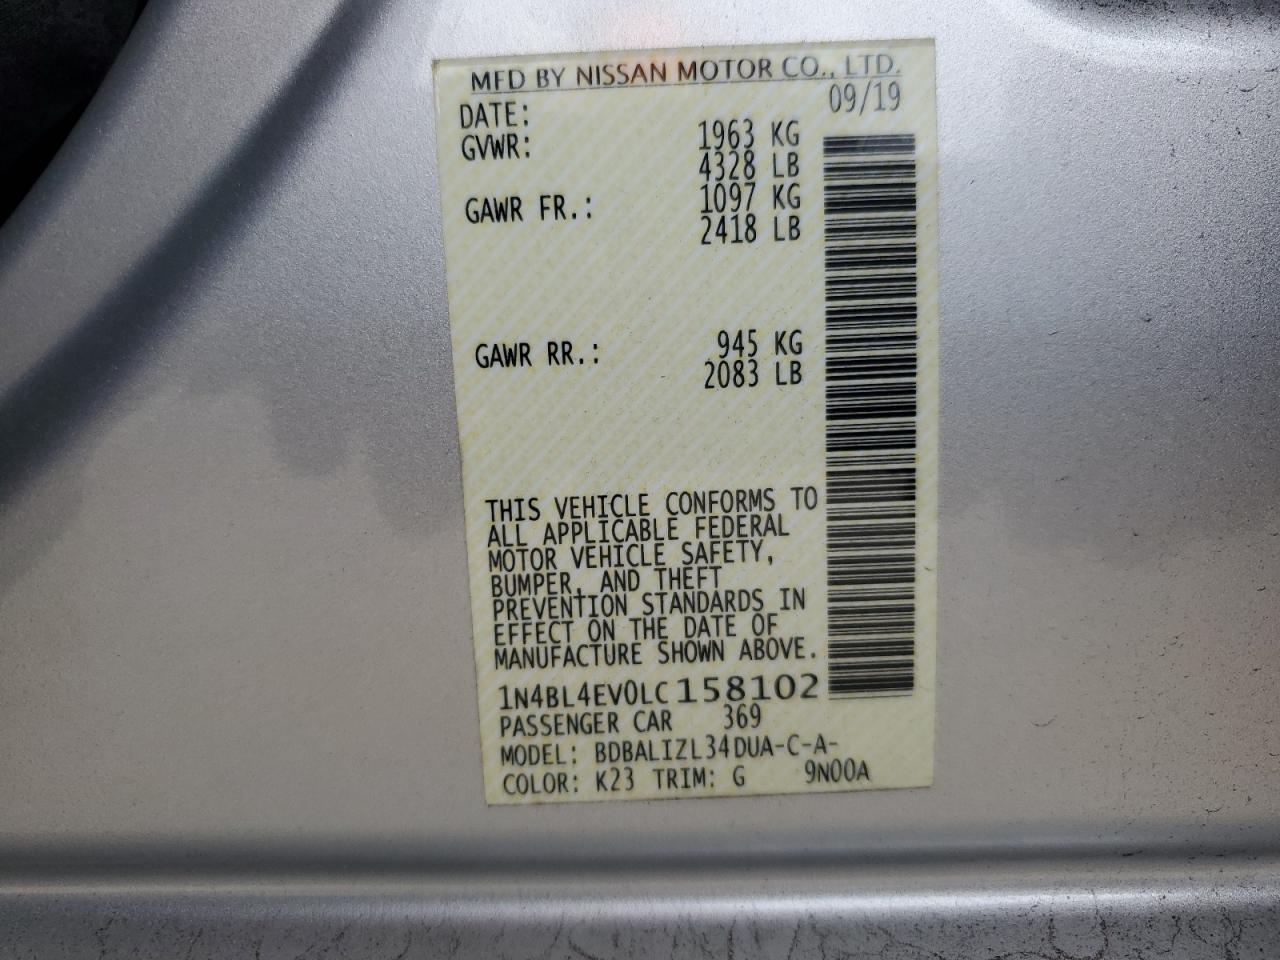 MFD BY NISSAN MOTOR CO., LTD.
DATE: 09/19
GVWR: 1963 KG
4328 LB
GAWR FR.: 1097 KG
2418 LB
GAWR RR.: 945 KG
2083 LB
THIS VEHICLE CONFORMS TO
ALL APPLICABLE FEDERAL
MOTOR VEHICLE SAFETY,
BUMPER, AND THEFT
PREVENTION STANDARDS IN
EFFECT ON THE DATE OF
MANUFACTURE SHOWN ABOVE.
1N4BL4EV0LC158102
PASSENGER CAR 369
MODEL: BDBALIZL34DUA-C-A-
COLOR: K23 TRIM: G 9N00A